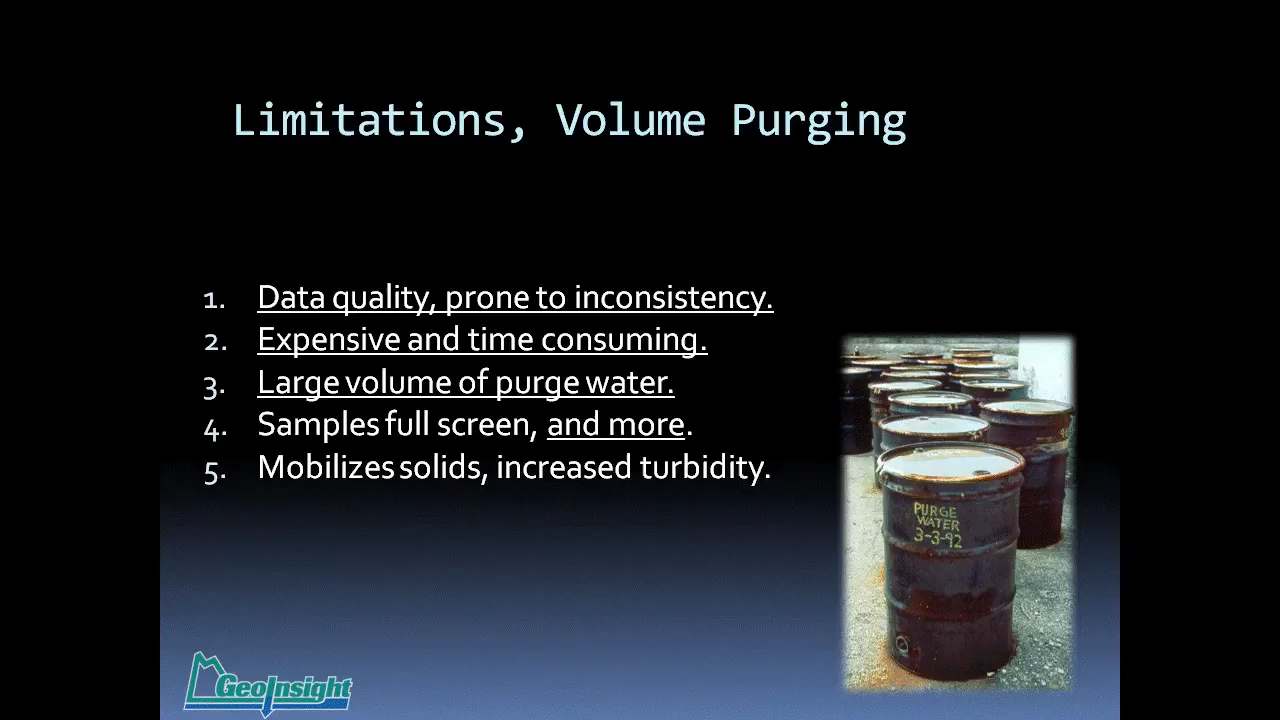 Limitations, Volume Purging
1. Data quality, prone to inconsistency.
2. Expensive and time consuming.
3. Large volume of purge water.
4. Samples full screen, and more.
5. Mobilizes solids, increased turbidity.
PURGE
WATER
3-3-92
GeoInsight